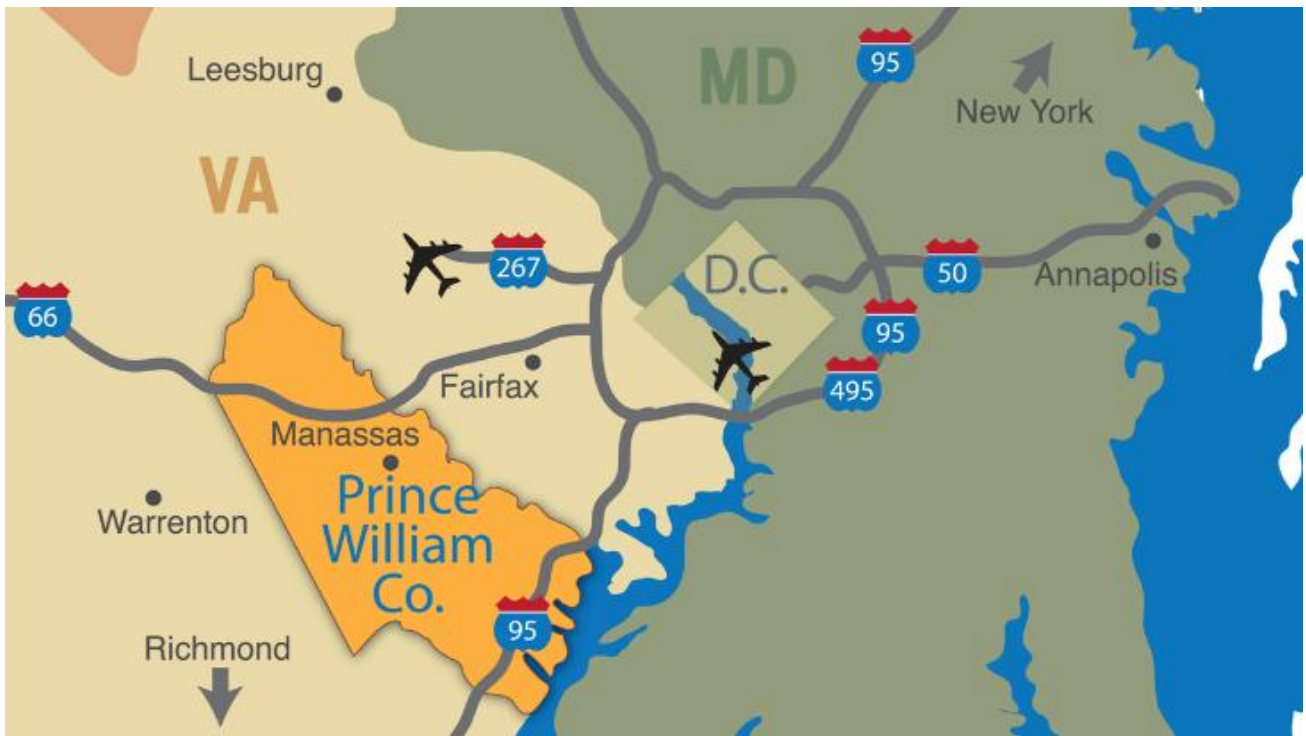 95
MD
Leesburg
New York
VA
D.C.
267
50
Annapolis
66
95
Fairfax
495
Manassas
Prince
William
Co.
Warrenton
95
Richmond